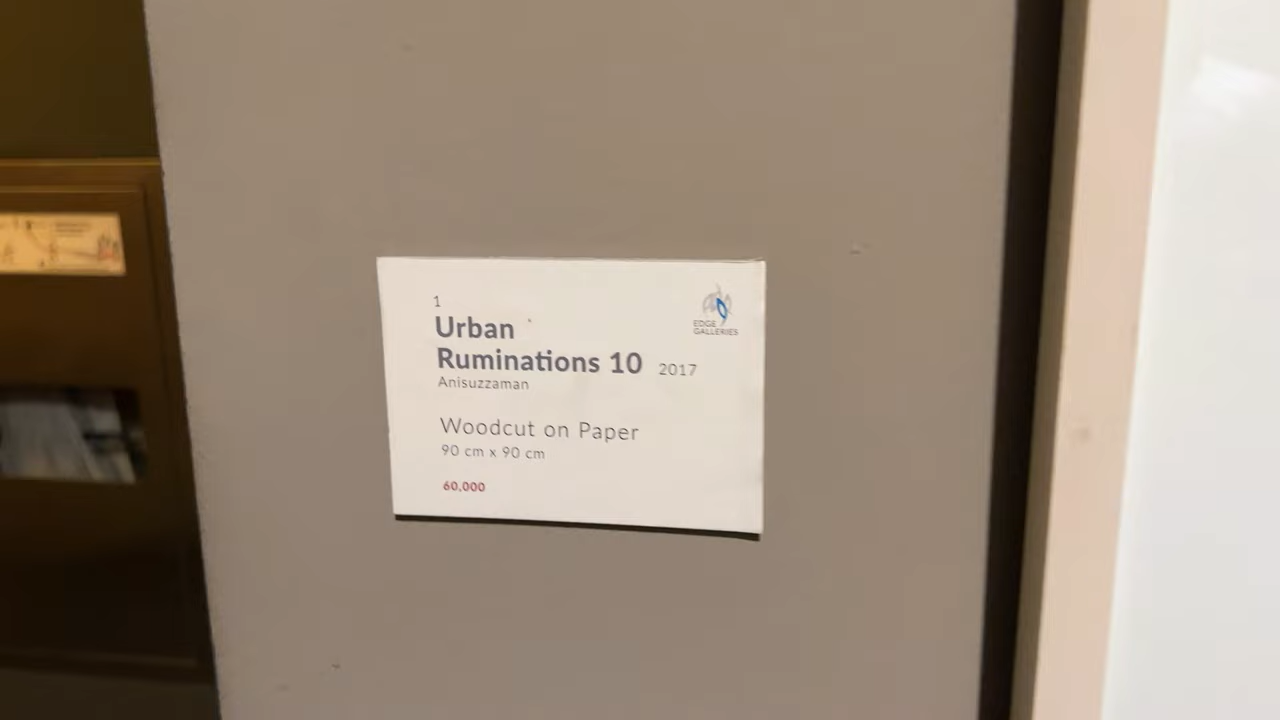 1
Urban
Ruminations 10 2017
Anisuzzaman
Woodcut on Paper
90 cm x 90 cm
60,000
EDGE
GALLERIES